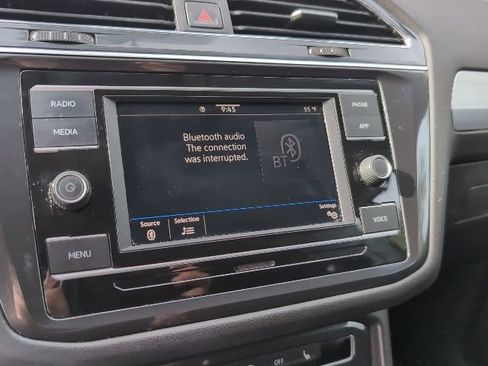 RADIO
MEDIA
MENU
9:45
55 °F
Bluetooth audio
The connection
was interrupted.
BT
Source
Selection
Settings
PHONE
APP
VOICE
OFF